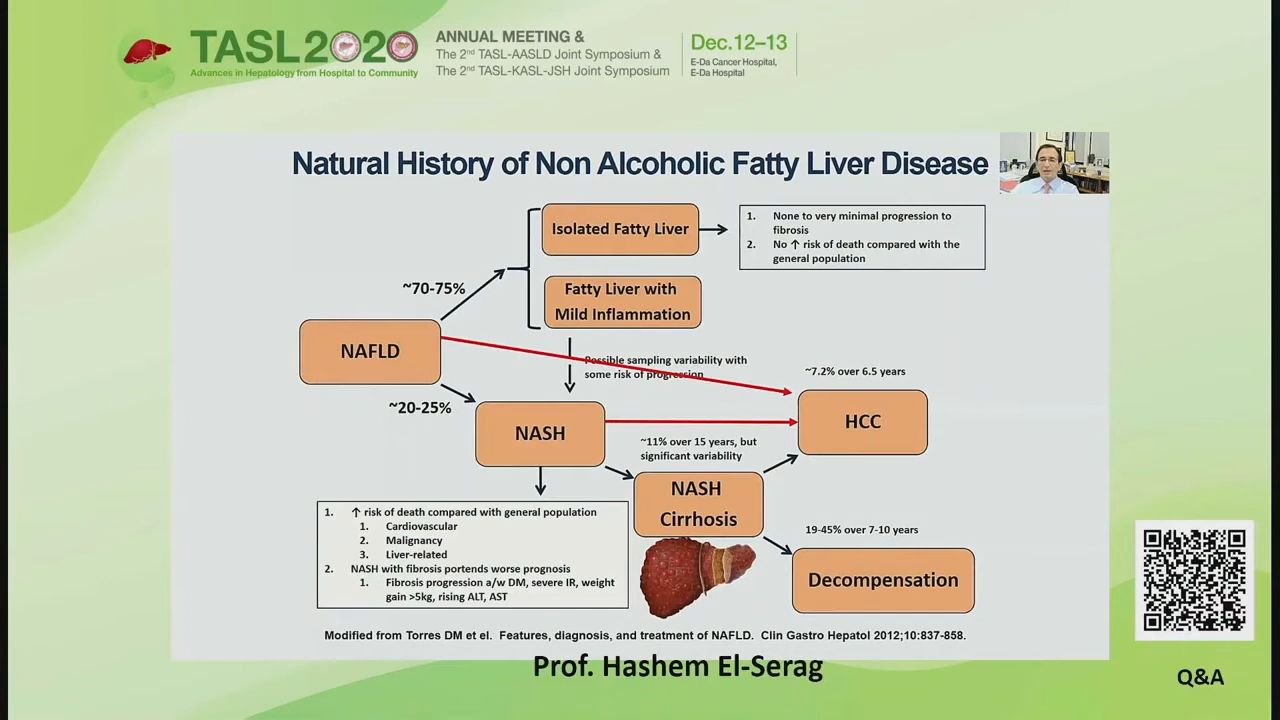 TASL2020
Advances in Hepatology from Hospital to Community
ANNUAL MEETING &
The 2nd TASL-AASLD Joint Symposium &
The 2nd TASL-KASL-JSH Joint Symposium
Dec.12–13
E-Da Cancer Hospital,
E-Da Hospital
Natural History of Non Alcoholic Fatty Liver Disease
Isolated Fatty Liver
1. None to very minimal progression to
fibrosis
2. No ↑ risk of death compared with the
general population
~70-75%
Fatty Liver with
Mild Inflammation
NAFLD
Possible sampling variability with
some risk of progression
~7.2% over 6.5 years
~20-25%
HCC
NASH
~11% over 15 years, but
significant variability
NASH
Cirrhosis
1. ↑ risk of death compared with general population
1. Cardiovascular
2. Malignancy
3. Liver-related
2. NASH with fibrosis portends worse prognosis
1. Fibrosis progression a/w DM, severe IR, weight
gain >5kg, rising ALT, AST
19-45% over 7-10 years
Decompensation
Modified from Torres DM et el. Features, diagnosis, and treatment of NAFLD. Clin Gastro Hepatol 2012;10:837-858.
Prof. Hashem El-Serag
Q&A